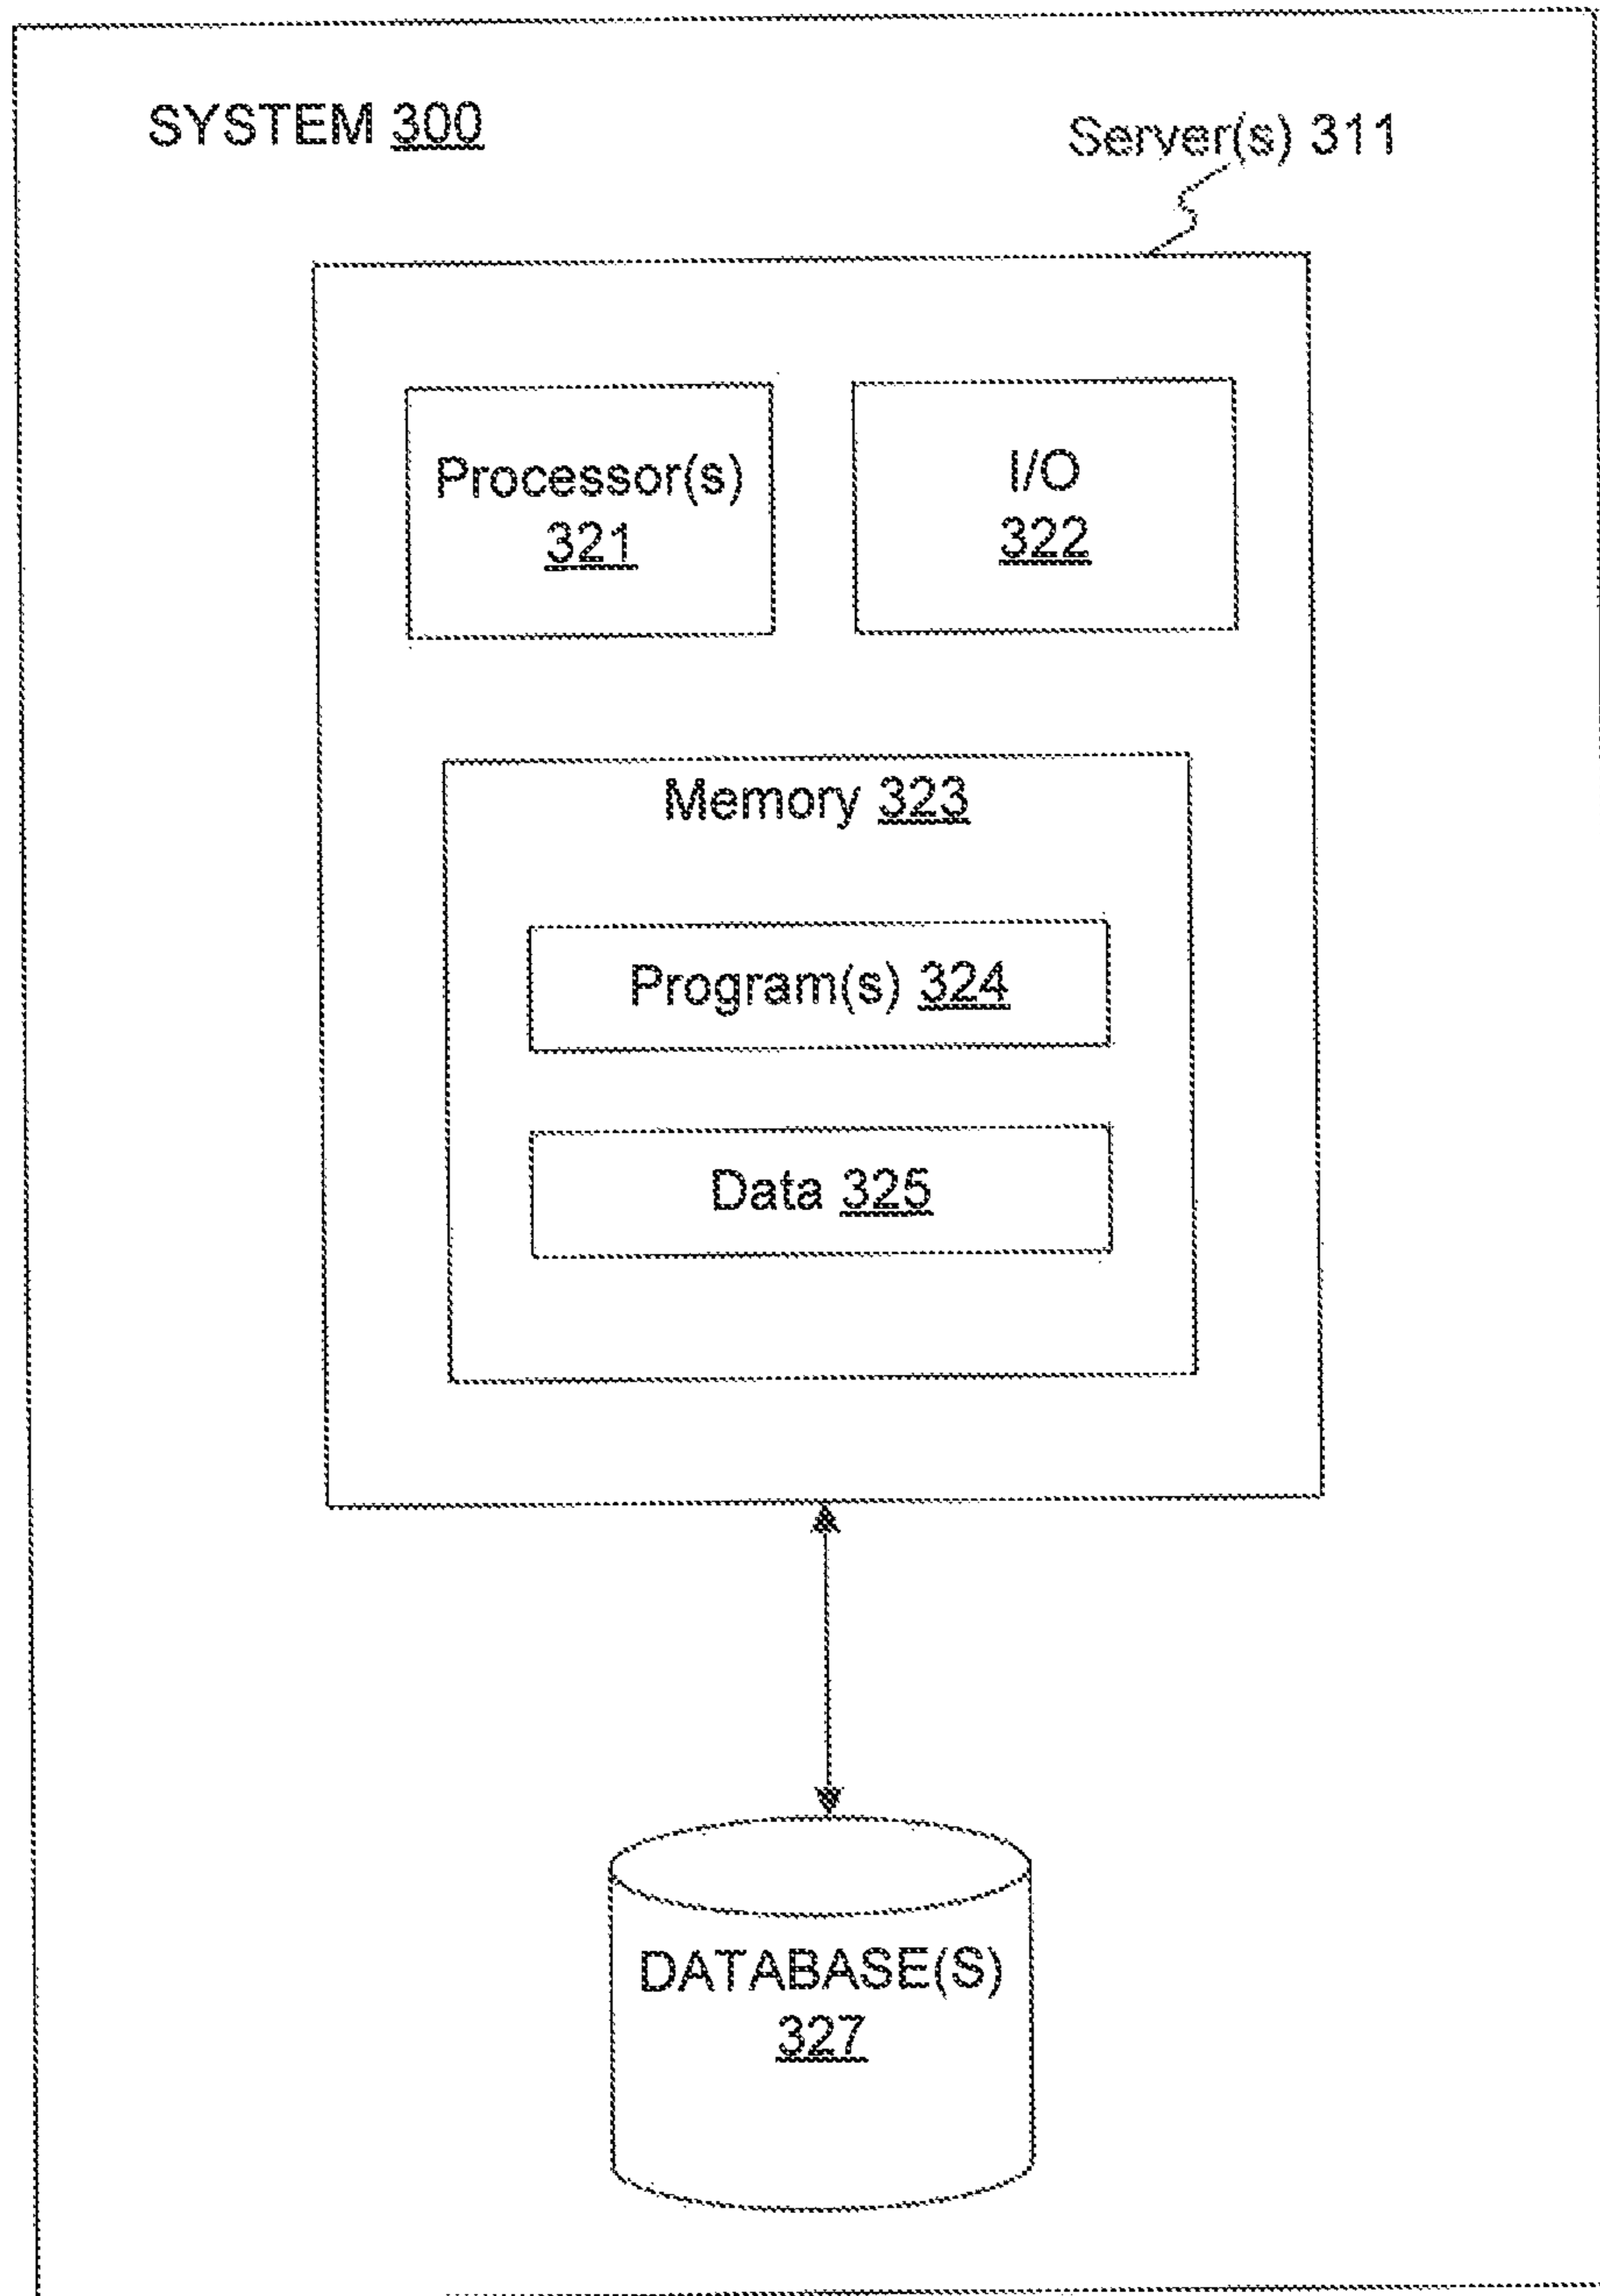 SYSTEM 300
Server(s) 311
Processor(s)
321
I/O
322
Memory 323
Program(s) 324
Data 325
DATABASE(S)
327